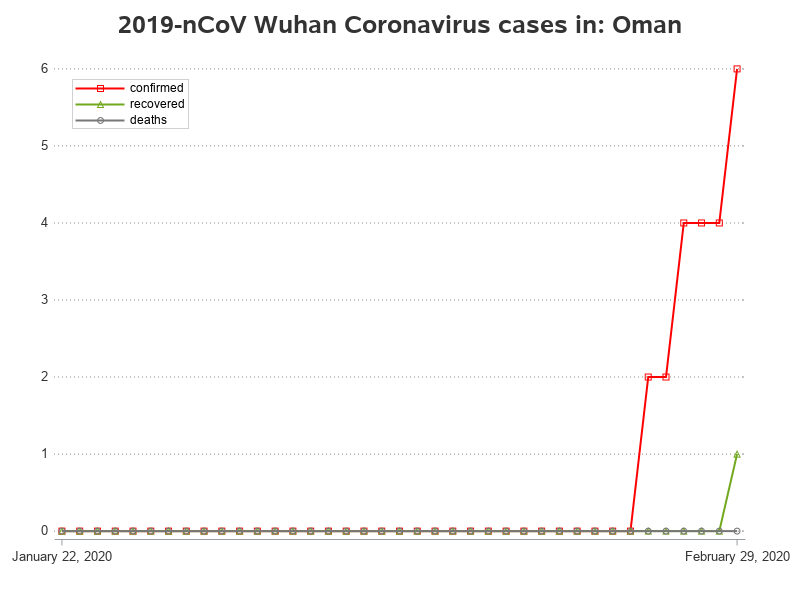 2019-nCoV Wuhan Coronavirus cases in: Oman
6
confirmed
recovered
deaths
5
4
3
2
1
0
January 22, 2020
February 29, 2020